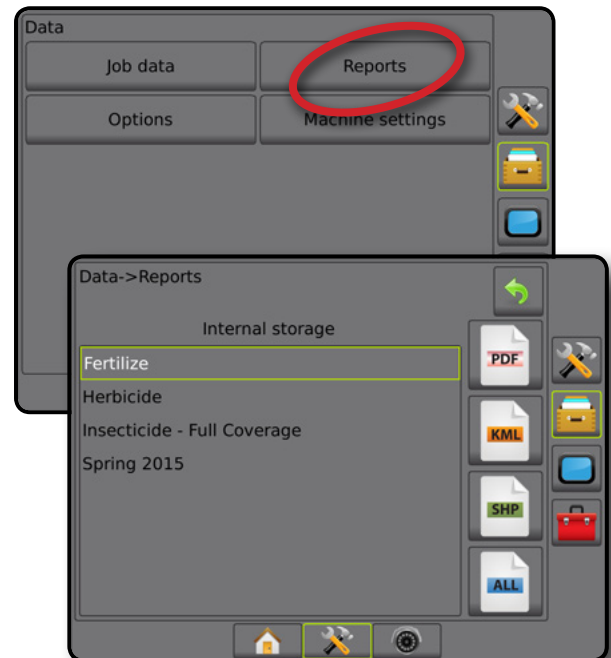 Data
Job data
Reports
Options
Machine settings
Data->Reports
Internal storage
Fertilize
Herbicide
Insecticide - Full Coverage
Spring 2015
PDF
KML
SHP
ALL